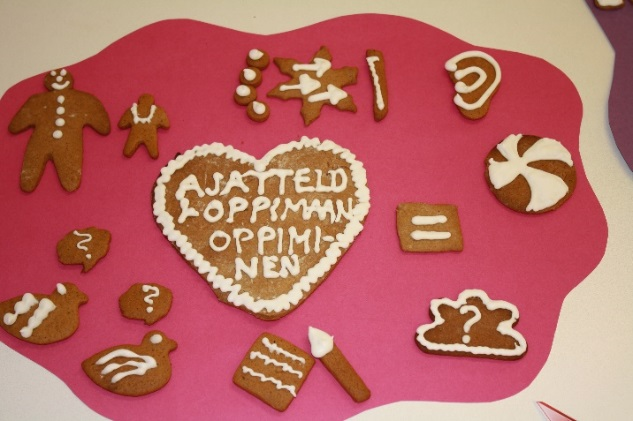 AJATTELU
+OPPIMAAN
OPPIMI-
NEN
=
?
?
?